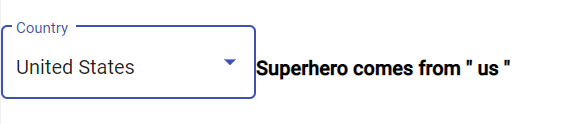 Country
United States
Superhero comes from " us "